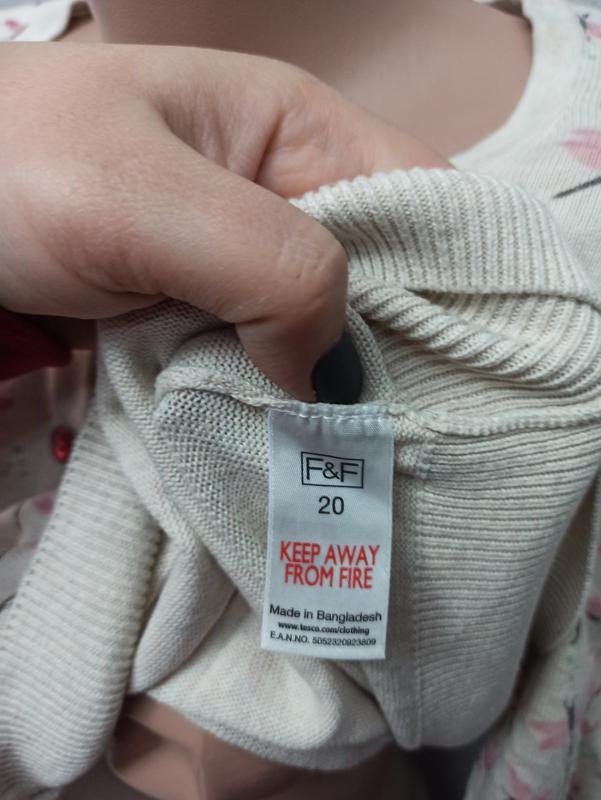 F&F
20
KEEP AWAY
FROM FIRE
Made in Bangladesh
www.tesco.com/clothing
E.A.N.NO. 5052320923809